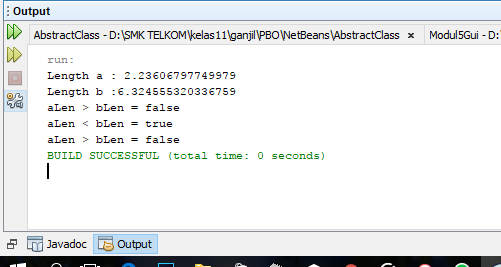 Output
AbstractClass - D:\SMK TELKOM\kelas11\ganjil\PBO\NetBeans\AbstractClass × Modul5Gui - D:
run:
Length a : 2.23606797749979
Length b :6.324555320336759
aLen > bLen = false
aLen < bLen = true
aLen > bLen = false
BUILD SUCCESSFUL (total time: 0 seconds)
Javadoc Output